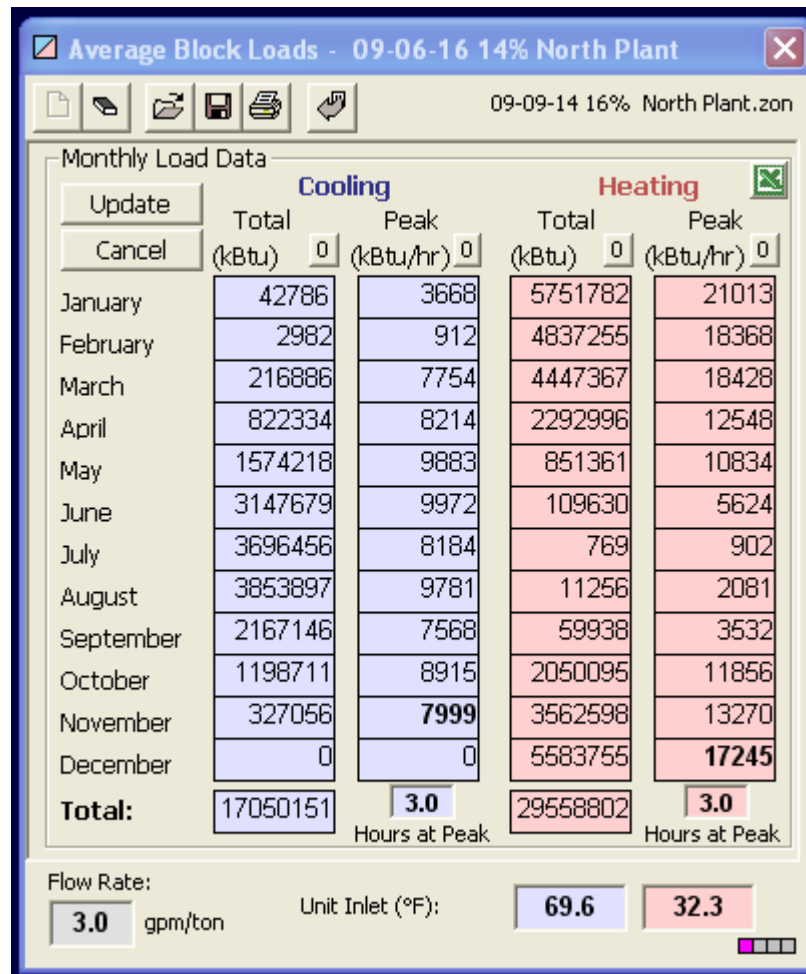 Average Block Loads - 09-06-16 14% North Plant
09-09-14 16% North Plant.zon
Monthly Load Data
Cooling Heating
Update
Total Peak Total Peak
Cancel
(kBtu) 0 (kBtu/hr) 0 (kBtu) 0 (kBtu/hr) 0
January 42786 3668 5751782 21013
February 2982 912 4837255 18368
March 216886 7754 4447367 18428
April 822334 8214 2292996 12548
May 1574218 9883 851361 10834
June 3147679 9972 109630 5624
July 3696456 8184 769 902
August 3853897 9781 11256 2081
September 2167146 7568 59938 3532
October 1198711 8915 2050095 11856
November 327056 7999 3562598 13270
December 0 0 5583755 17245
Total: 17050151 3.0 29558802 3.0
Hours at Peak Hours at Peak
Flow Rate:
3.0 gpm/ton Unit Inlet (°F): 69.6 32.3